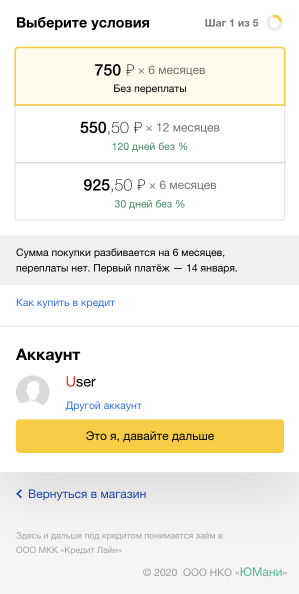 Выберите условия
Шаг 1 из 5
750 ₽ × 6 месяцев
Без переплаты
550,50 ₽ × 12 месяцев
120 дней без %
925,50 ₽ × 6 месяцев
30 дней без %
Сумма покупки разбивается на 6 месяцев,
переплаты нет. Первый платёж — 14 января.
Как купить в кредит
Аккаунт
User
Другой аккаунт
Это я, давайте дальше
Вернуться в магазин
Здесь и дальше под кредитом понимается заём в
ООО МКК «Кредит Лайн»
© 2020 ООО НКО «ЮМани»